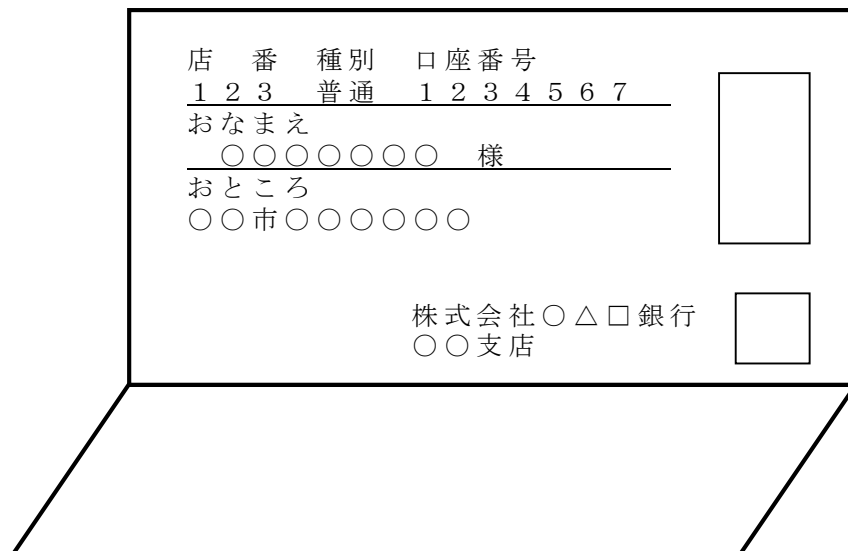 店　番　種別　口座番号
１２３　普通　１２３４５６７
おなまえ
○○○○○○○　様
おところ
○○市○○○○○○
株式会社○△□銀行
○○支店